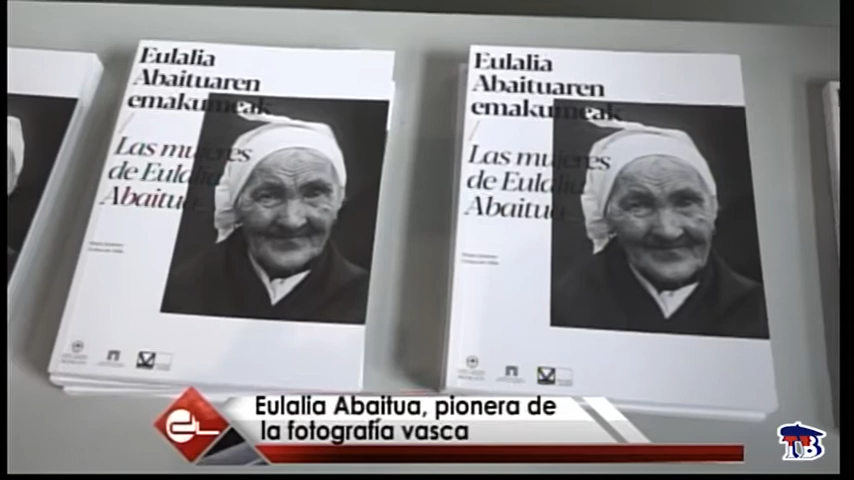 Eulalia
Abaituaren
emakumeak
/
Las mujeres
de Eulalia
Abaitua
Eulalia
Abaituaren
emakumeak
/
Las mujeres
de Eulalia
Abaitua
Eulalia Abaitua, pionera de
la fotografía vasca